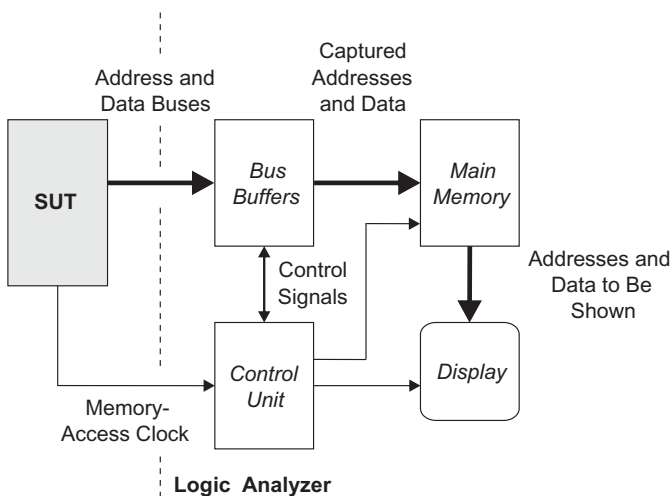 Address and
Data Buses
Captured
Addresses
and Data
SUT
Bus
Buffers
Main
Memory
Control
Signals
Addresses and
Data to Be
Shown
Control
Unit
Display
Memory-
Access Clock
Logic Analyzer